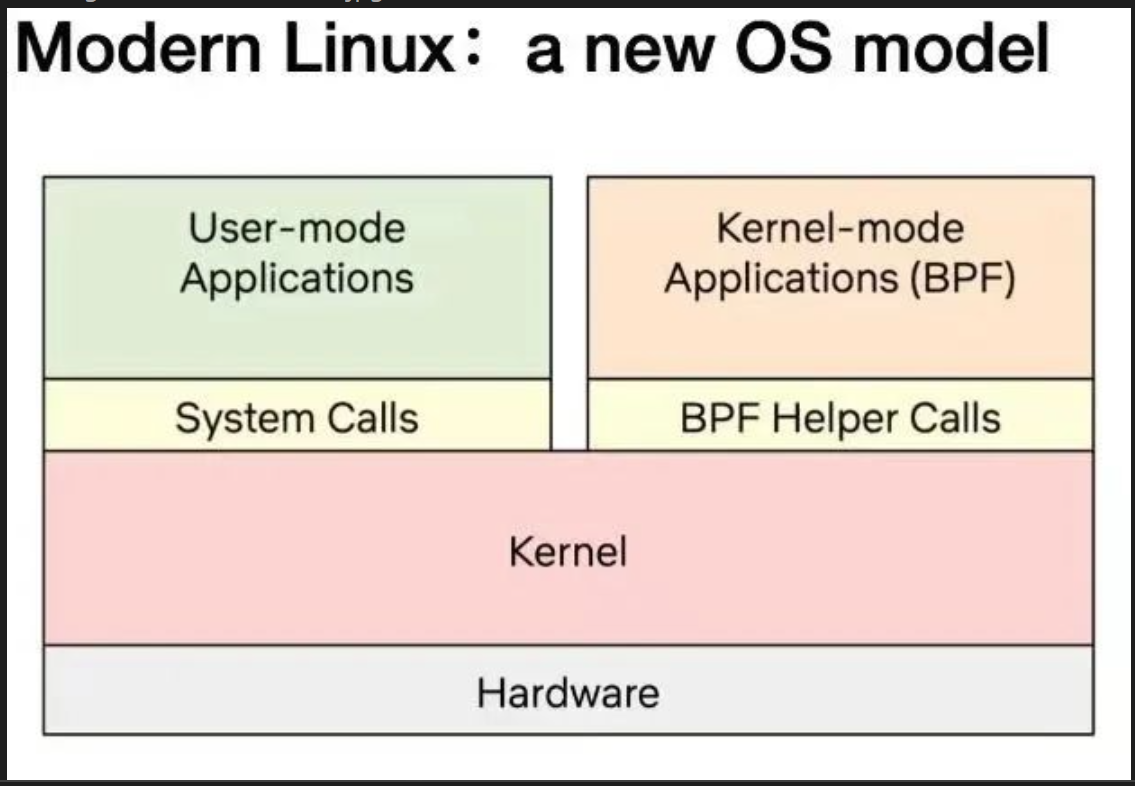 Modern Linux：a new OS model
User-mode
Applications
Kernel-mode
Applications (BPF)
System Calls
BPF Helper Calls
Kernel
Hardware